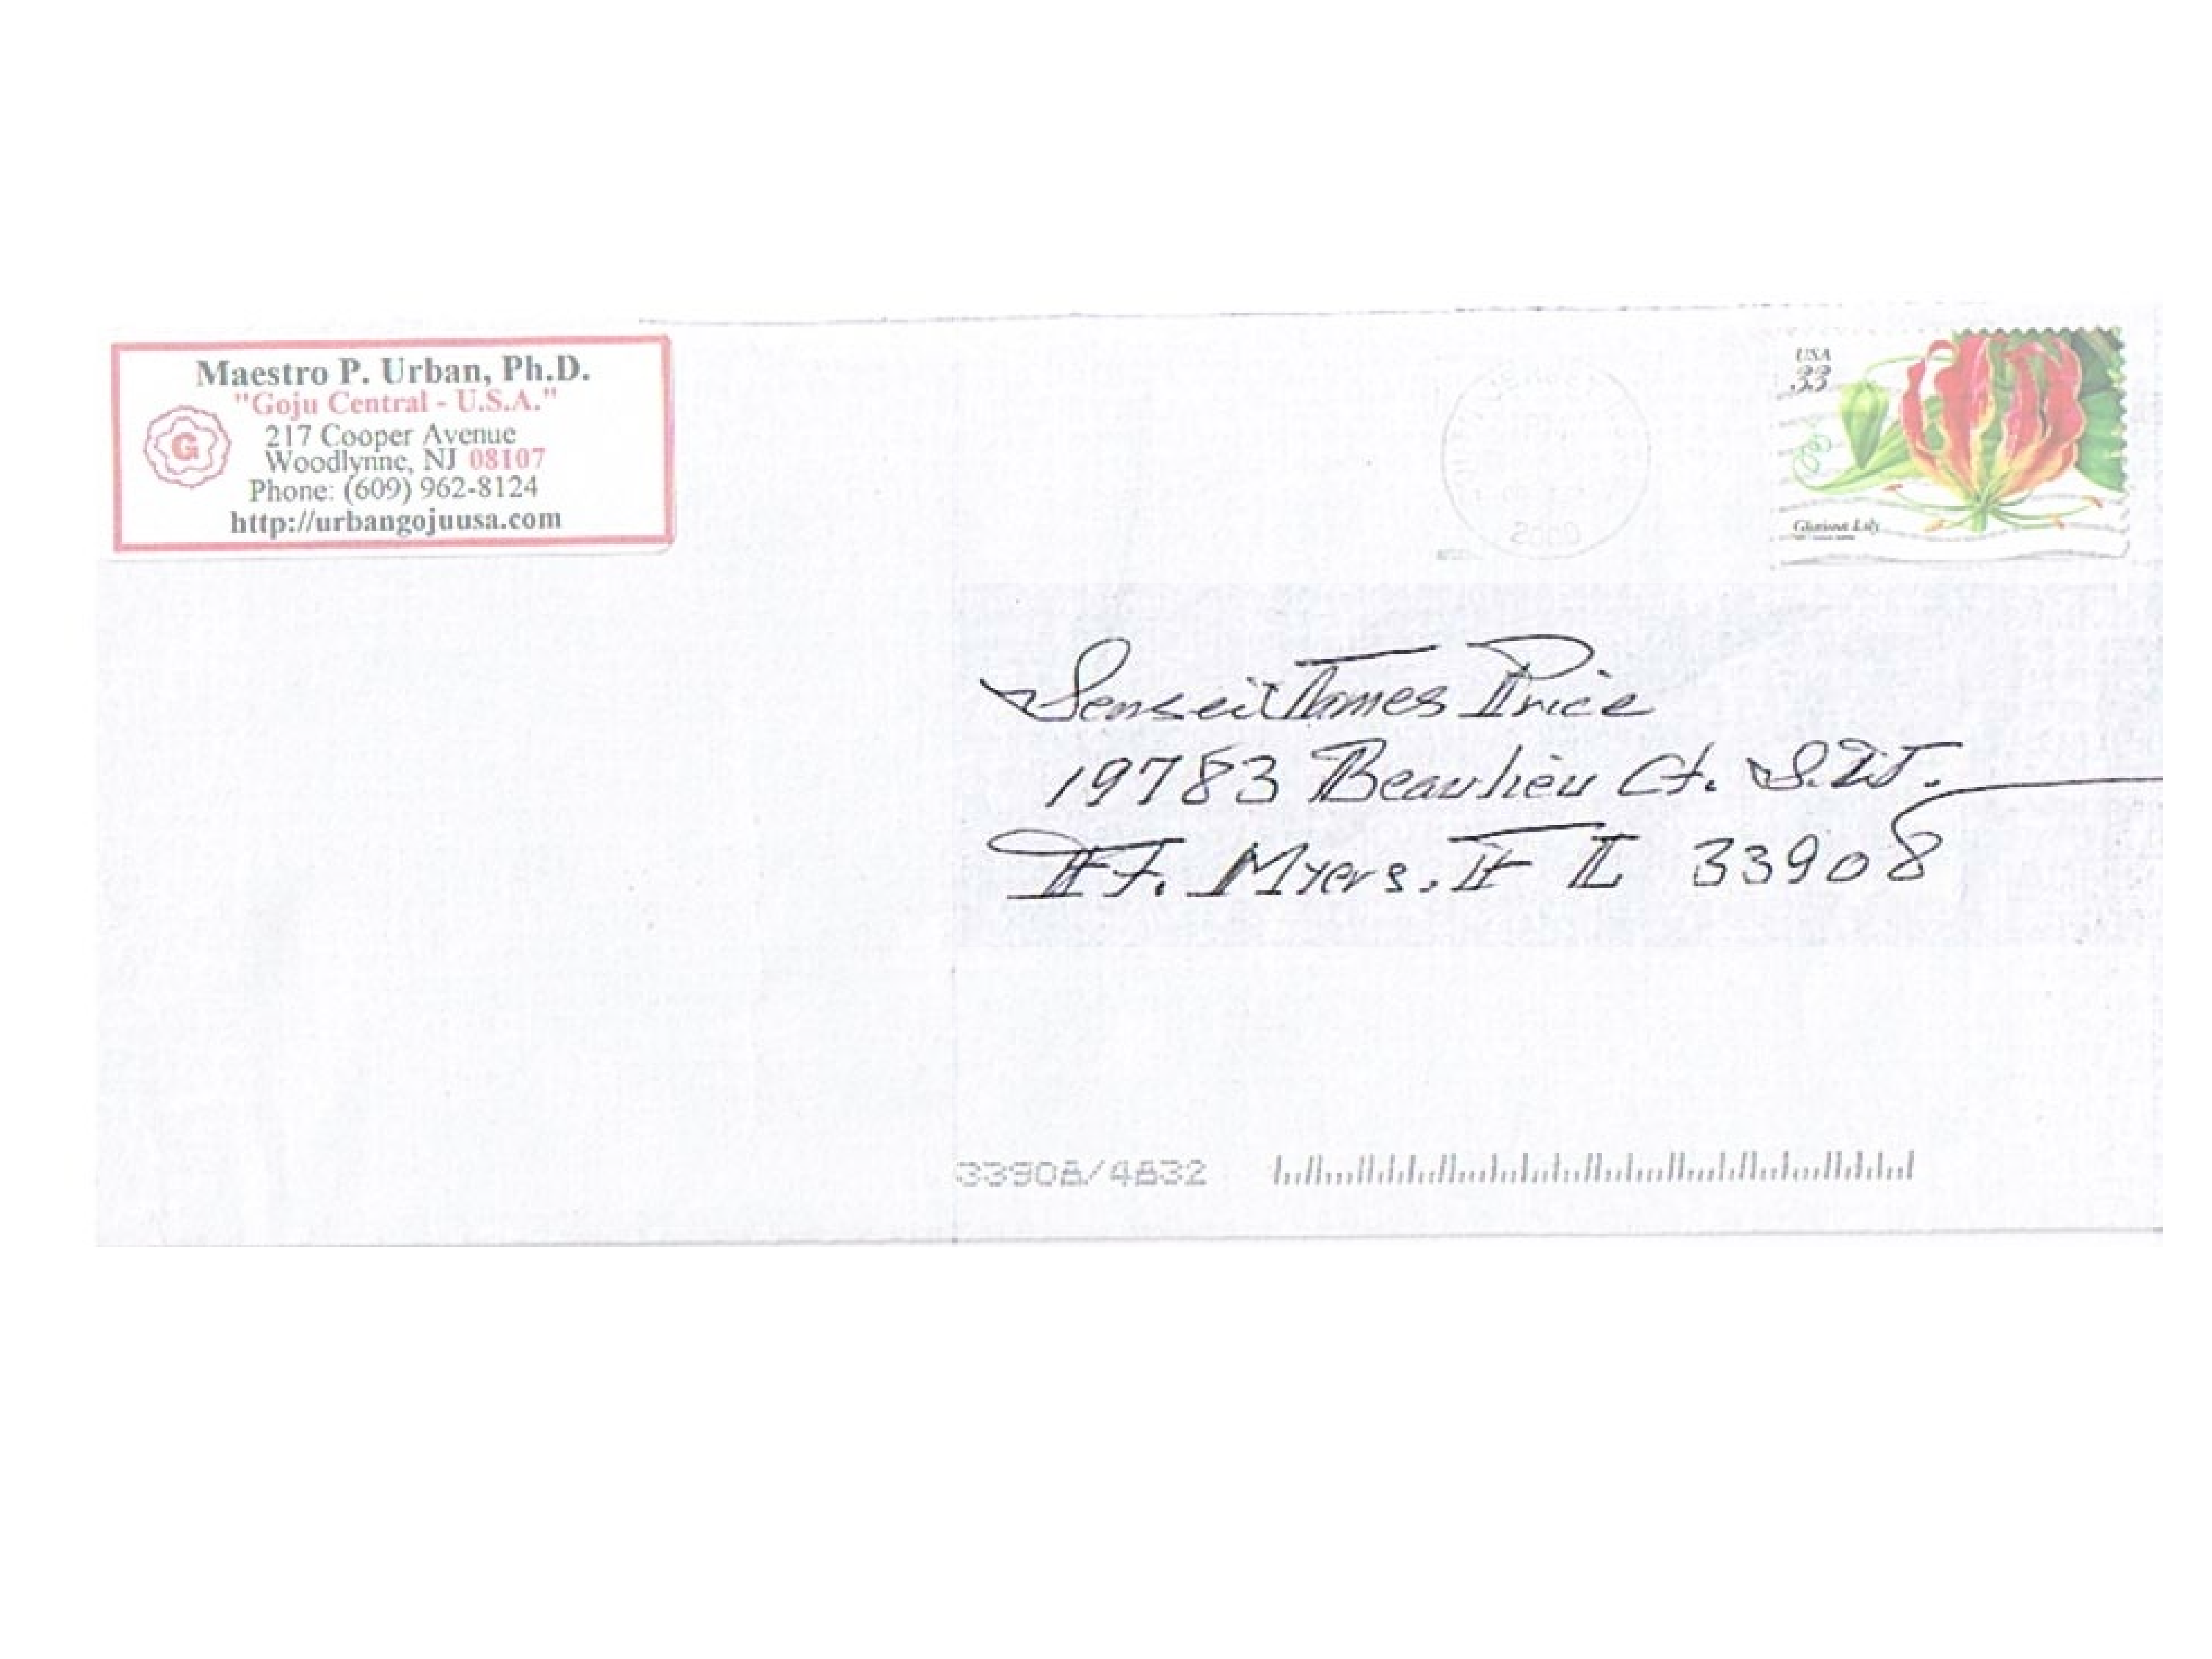 Maestro P. Urban, Ph.D.
"Goju Central - U.S.A."
G
217 Cooper Avenue
Woodlynne, NJ 08107
Phone: (609) 962-8124
http://urbangojuusa.com
2000
USA
33
Gloriosa Lily
Sensei James Price
19783 Beaulieu Ct. S.W.
Ft. Myers, FL 33908
33908/4832